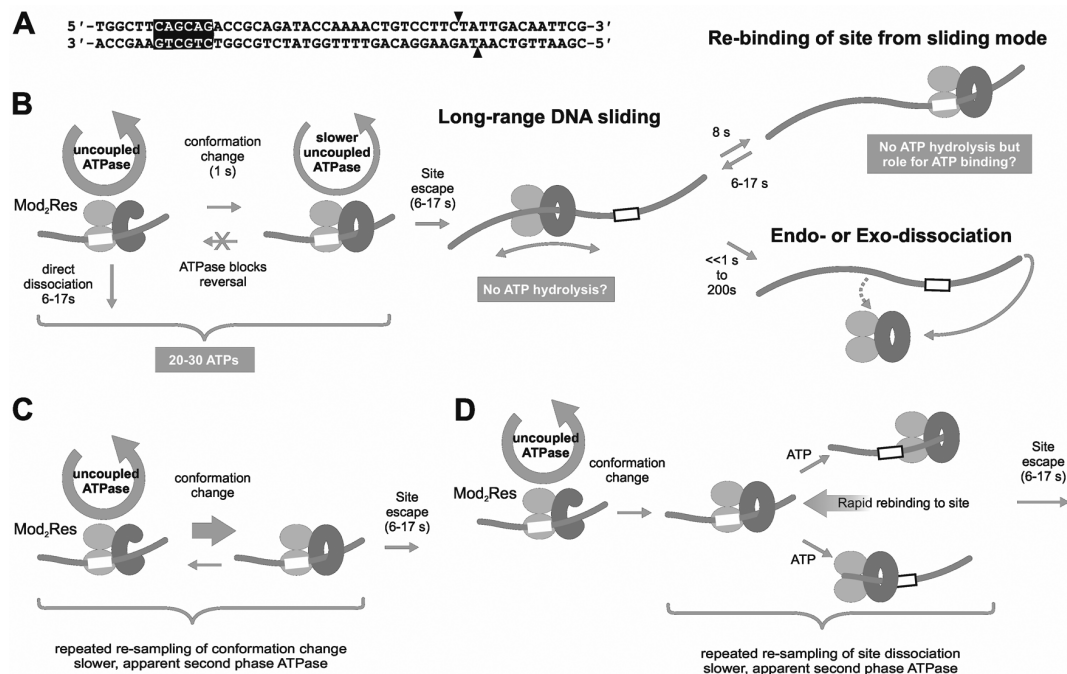 A
5′-TGGCTTCAGCAGACCGCAGATACCAAAACTGTCCTTCTATTGACAATTCG-3′
3′-ACCGAAGTCGTCTGGCGTCTATGGTTTTGACAGGAAGATAACTGTTAAGC-5′
B
uncoupled
ATPase
Mod₂Res
direct
dissociation
6-17s
conformation
change
(1 s)
ATPase blocks
reversal
slower
uncoupled
ATPase
20-30 ATPs
Site
escape
(6-17 s)
Long-range DNA sliding
No ATP hydrolysis?
Re-binding of site from sliding mode
8 s
6-17 s
No ATP hydrolysis but
role for ATP binding?
Endo- or Exo-dissociation
<<1 s
to
200s
C
uncoupled
ATPase
Mod₂Res
conformation
change
Site
escape
(6-17 s)
repeated re-sampling of conformation change
slower, apparent second phase ATPase
D
uncoupled
ATPase
Mod₂Res
conformation
change
ATP
Rapid rebinding to site
ATP
Site
escape
(6-17 s)
repeated re-sampling of site dissociation
slower, apparent second phase ATPase